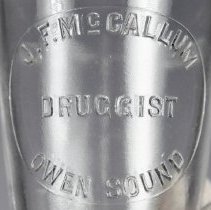 J.F. McCALLUM
DRUGGIST
OWEN SOUND